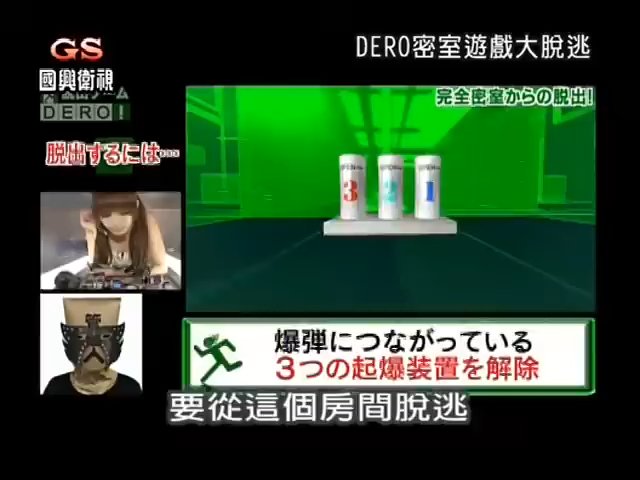 GS
國興衛視
DERO密室遊戲大脫逃
DERO!
完全密室からの脱出!
脱出するには…
3
2
1
爆弾につながっている
3つの起爆装置を解除
要從這個房間脫逃